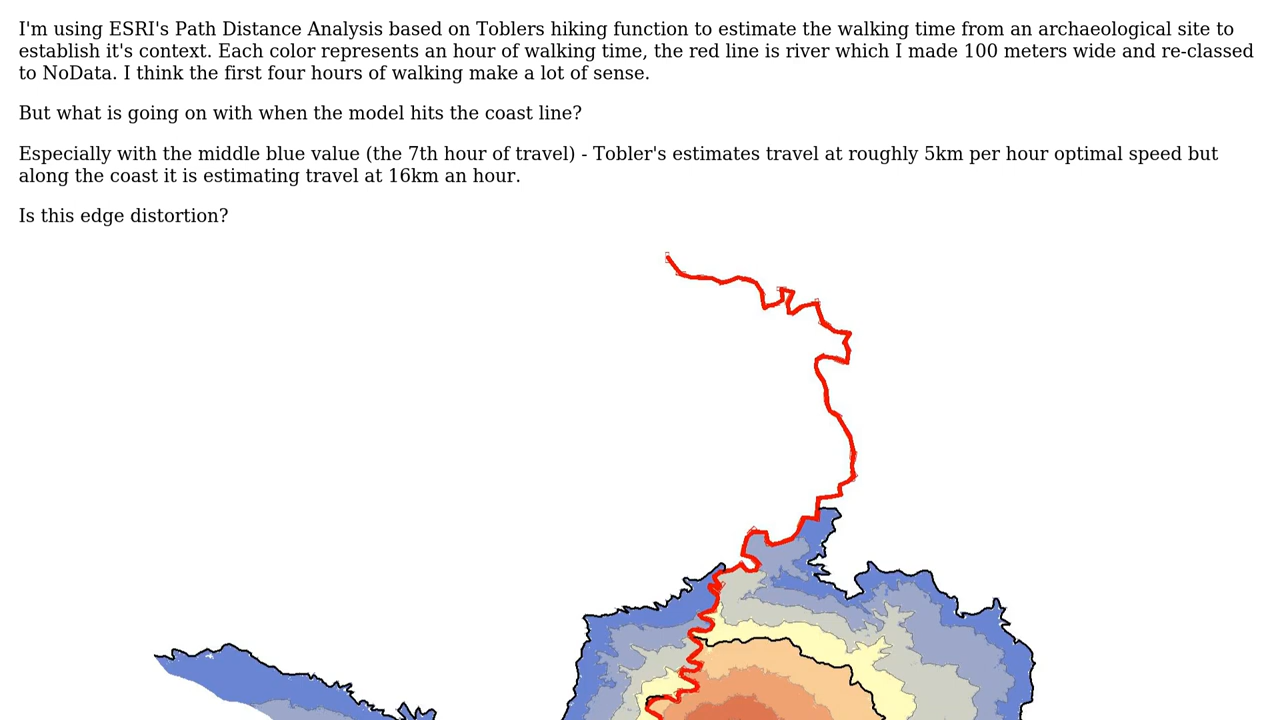 I'm using ESRI's Path Distance Analysis based on Toblers hiking function to estimate the walking time from an archaeological site to
establish it's context. Each color represents an hour of walking time, the red line is river which I made 100 meters wide and re-classed
to NoData. I think the first four hours of walking make a lot of sense.
But what is going on with when the model hits the coast line?
Especially with the middle blue value (the 7th hour of travel) - Tobler's estimates travel at roughly 5km per hour optimal speed but
along the coast it is estimating travel at 16km an hour.
Is this edge distortion?